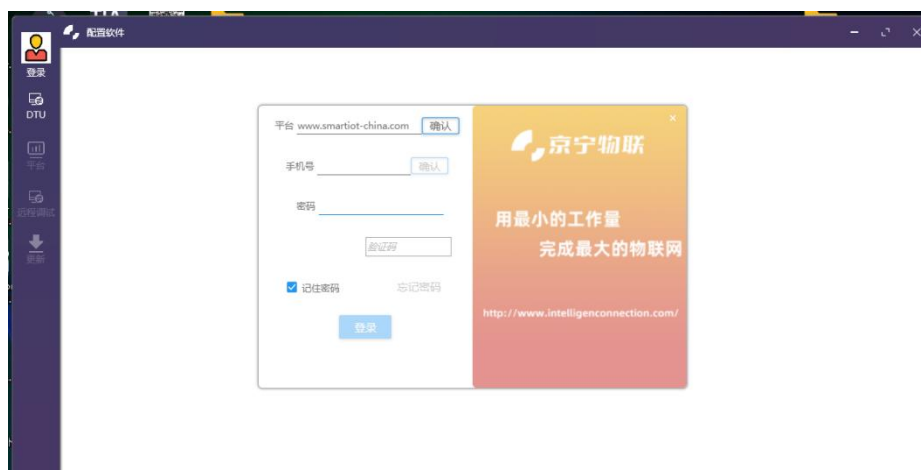 配置软件
登录
DTU
平台
远程调试
更新
平台 www.smartiot-china.com 确认
手机号 确认
密码
验证码
记住密码 忘记密码
登录
京宁物联
用最小的工作量
完成最大的物联网
http://www.intelligenconnection.com/